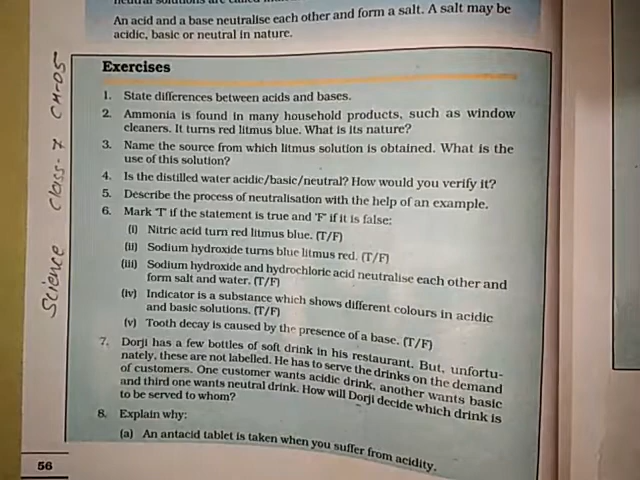 neutral solutions are called
An acid and a base neutralise each other and form a salt. A salt may be
acidic, basic or neutral in nature.
Exercises
1. State differences between acids and bases.
2. Ammonia is found in many household products, such as window
cleaners. It turns red litmus blue. What is its nature?
3. Name the source from which litmus solution is obtained. What is the
use of this solution?
4. Is the distilled water acidic/basic/neutral? How would you verify it?
5. Describe the process of neutralisation with the help of an example.
6. Mark 'T' if the statement is true and 'F' if it is false:
(i) Nitric acid turn red litmus blue. (T/F)
(ii) Sodium hydroxide turns blue litmus red. (T/F)
(iii) Sodium hydroxide and hydrochloric acid neutralise each other and
form salt and water. (T/F)
(iv) Indicator is a substance which shows different colours in acidic
and basic solutions. (T/F)
(v) Tooth decay is caused by the presence of a base. (T/F)
7. Dorji has a few bottles of soft drink in his restaurant. But, unfortu-
nately, these are not labelled. He has to serve the drinks on the demand
of customers. One customer wants acidic drink, another wants basic
and third one wants neutral drink. How will Dorji decide which drink is
to be served to whom?
8. Explain why:
(a) An antacid tablet is taken when you suffer from acidity.
56
Science Class-7 CH-05